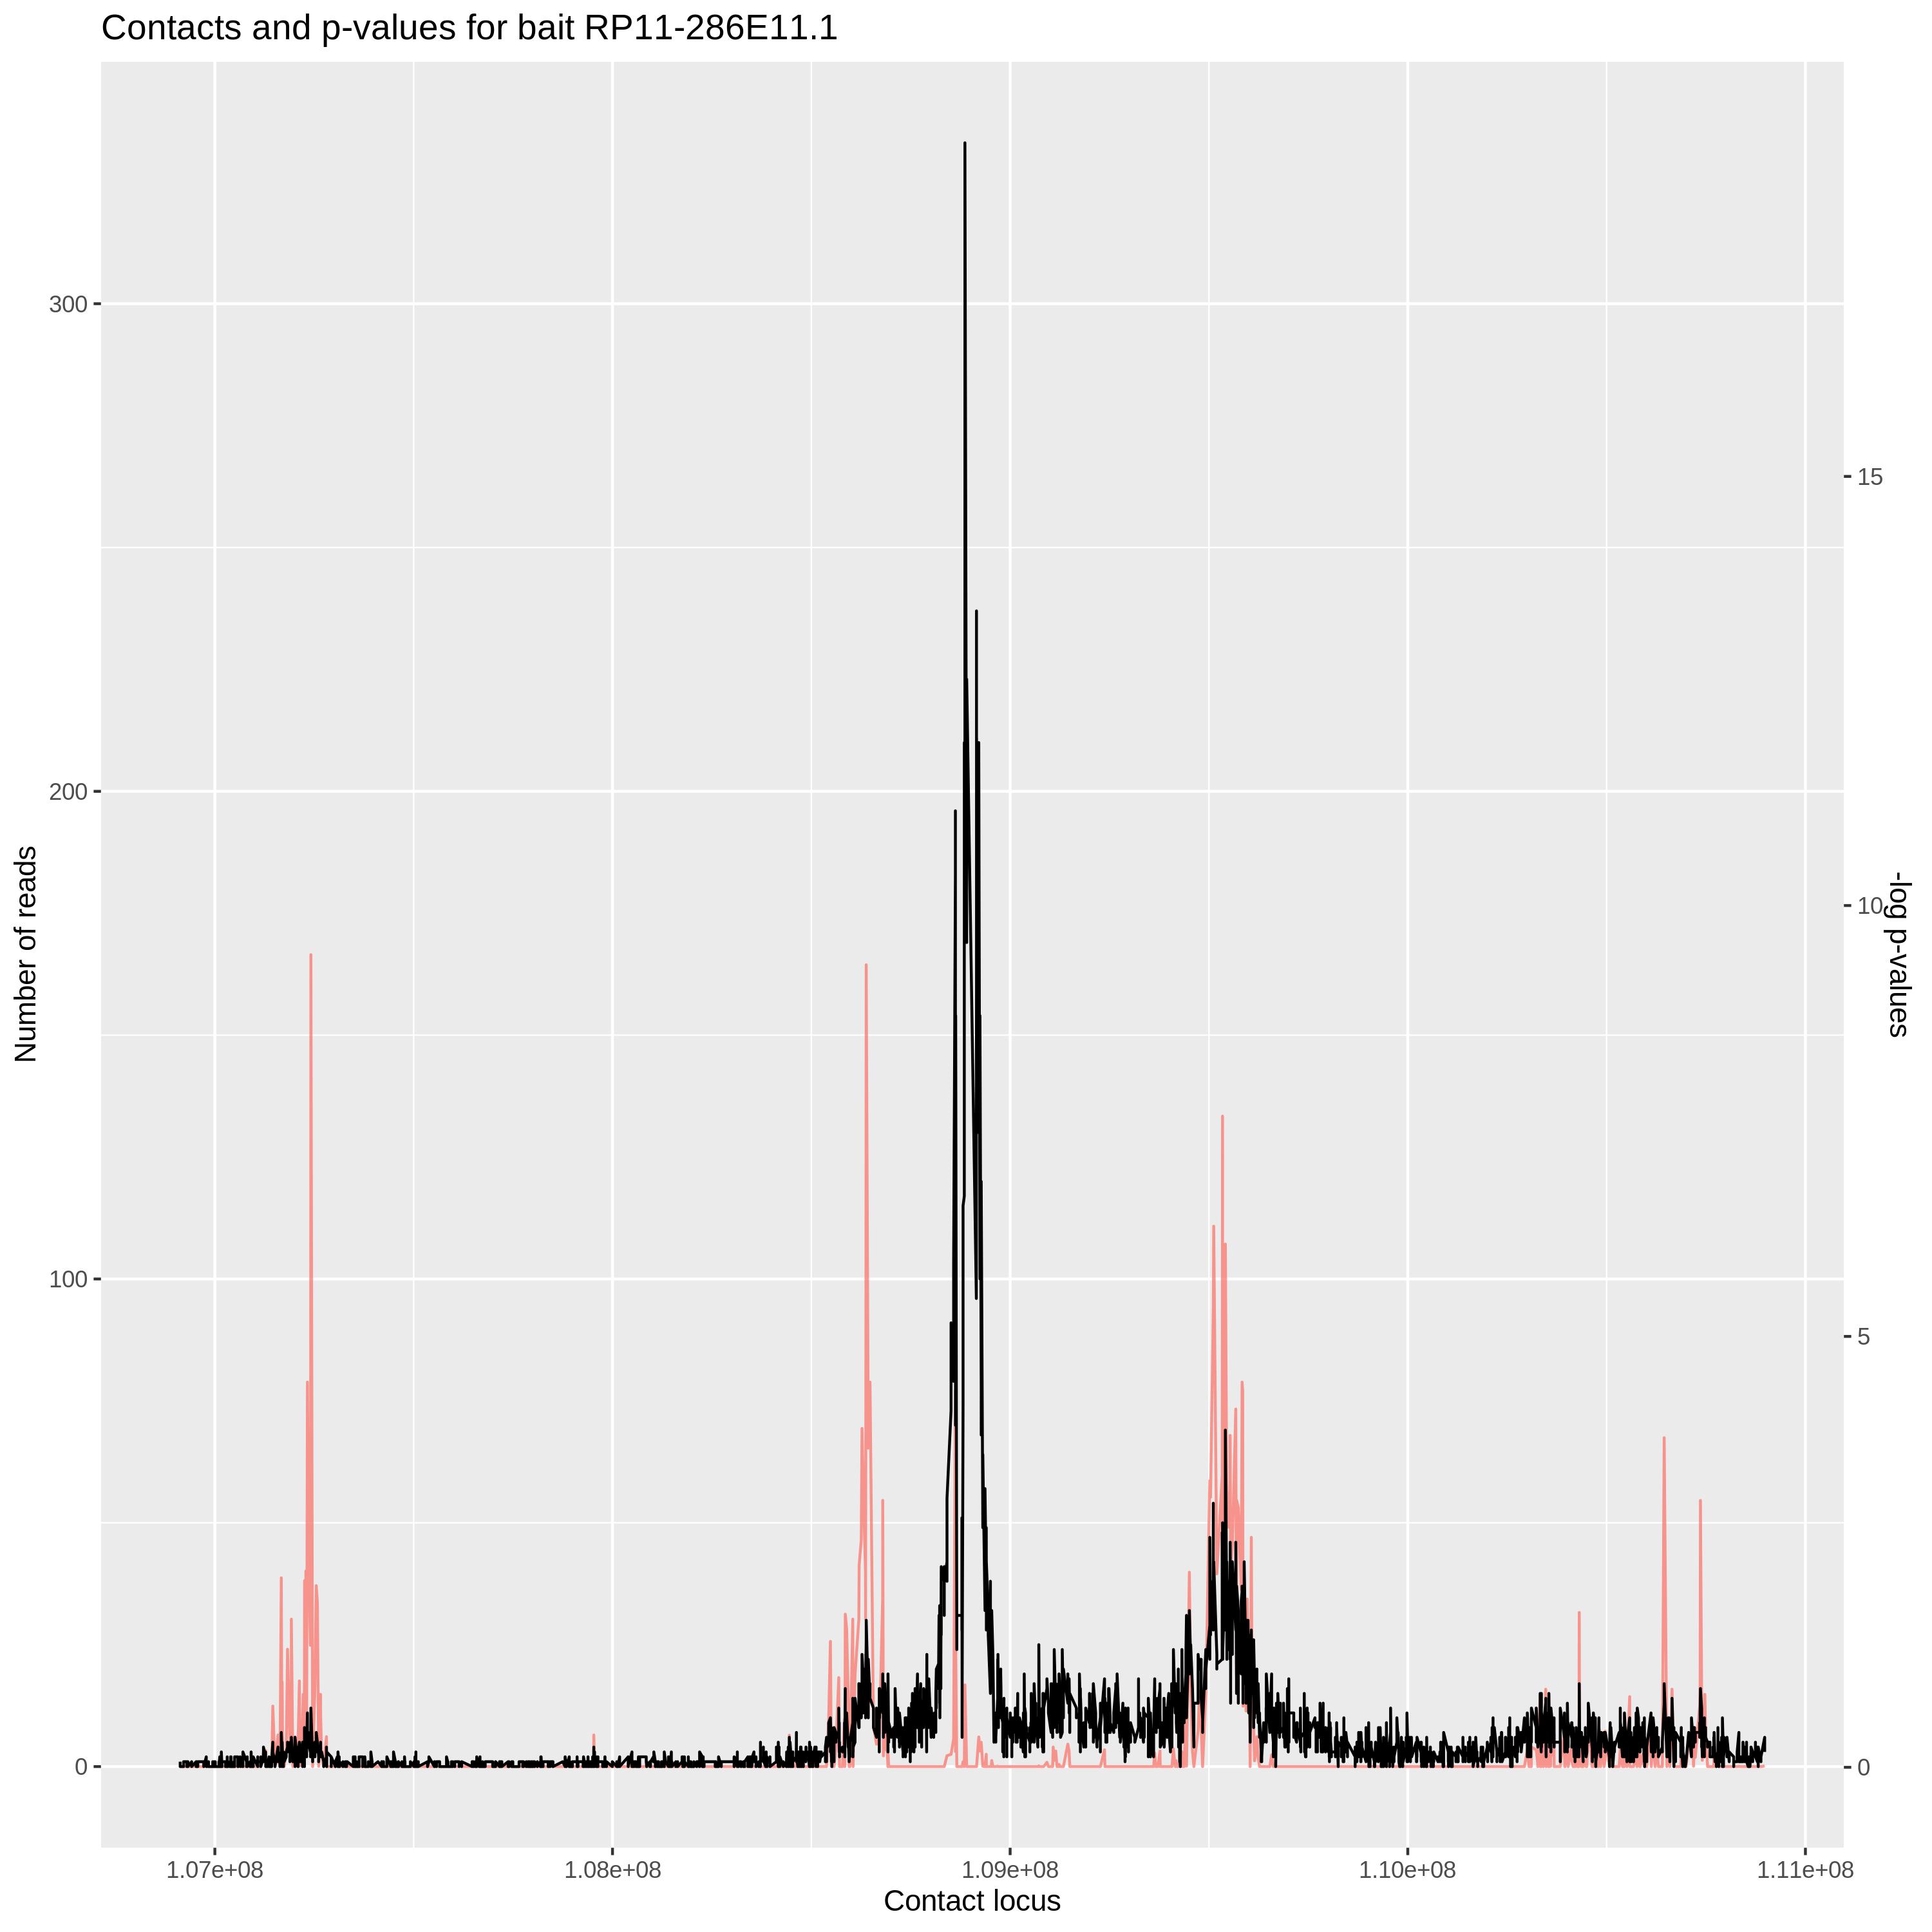 Contacts and p-values for bait RP11-286E11.1
300
200
100
0
Number of reads
15
10
5
0
-log p-values
1.07e+08 1.08e+08 1.09e+08 1.10e+08 1.11e+08
Contact locus